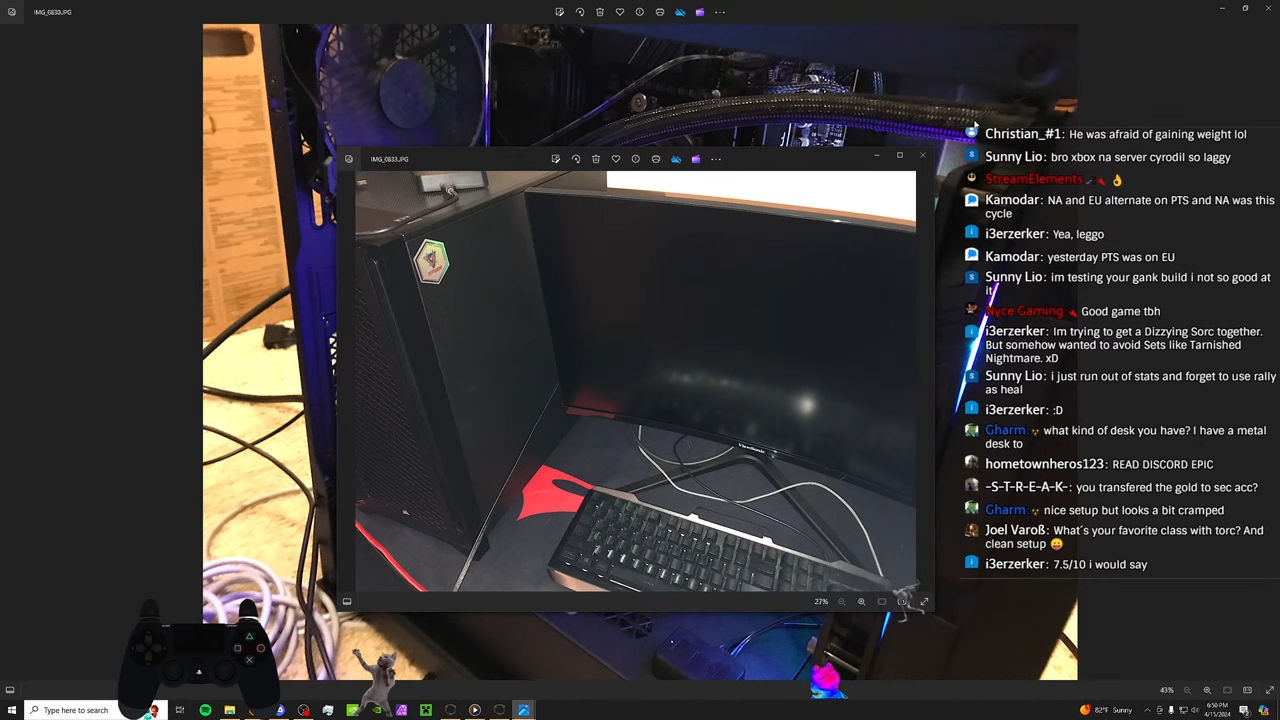 IMG_0830.JPG
IMG_0833.JPG
Christian_#1: He was afraid of gaining weight lol
Sunny Lio: bro xbox na server cyrodil so laggy
StreamElements
Kamodar: NA and EU alternate on PTS and NA was this
cycle
i3erzerker: Yea, leggo
Kamodar: yesterday PTS was on EU
Sunny Lio: im testing your gank build i not so good at
it
Nyce Gaming Good game tbh
i3erzerker: Im trying to get a Dizzying Sorc together.
But somehow wanted to avoid Sets like Tarnished
Nightmare. xD
Sunny Lio: i just run out of stats and forget to use rally
as heal
i3erzerker: :D
Gharm: what kind of desk you have? I have a metal
desk to
hometownheros123: READ DISCORD EPIC
-S-T-R-E-A-K-: you transfered the gold to sec acc?
Gharm: nice setup but looks a bit cramped
Joel Varoß: What´s your favorite class with torc? And
clean setup
i3erzerker: 7.5/10 i would say
ViewSonic
27%
43%
Type here to search
82°F Sunny
6:50 PM
4/15/2024